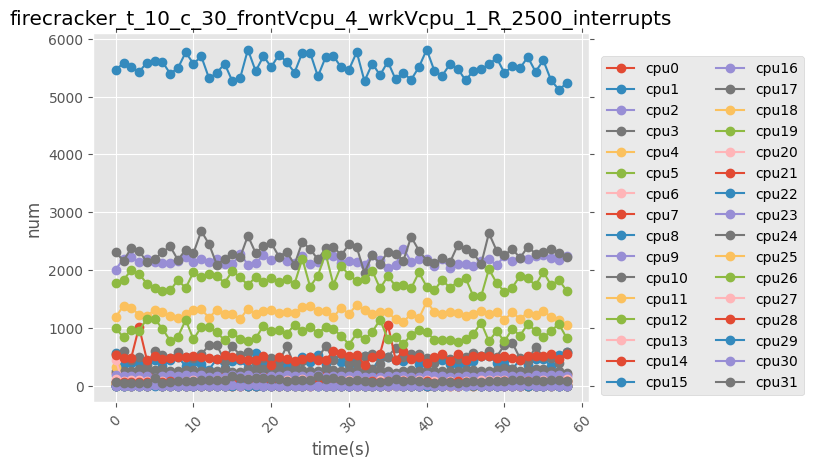 firecracker_t_10_c_30_frontVcpu_4_wrkVcpu_1_R_2500_interrupts
6000
5000
4000
3000
2000
1000
0
num
0
10
20
30
40
50
60
time(s)
cpu0
cpu1
cpu2
cpu3
cpu4
cpu5
cpu6
cpu7
cpu8
cpu9
cpu10
cpu11
cpu12
cpu13
cpu14
cpu15
cpu16
cpu17
cpu18
cpu19
cpu20
cpu21
cpu22
cpu23
cpu24
cpu25
cpu26
cpu27
cpu28
cpu29
cpu30
cpu31